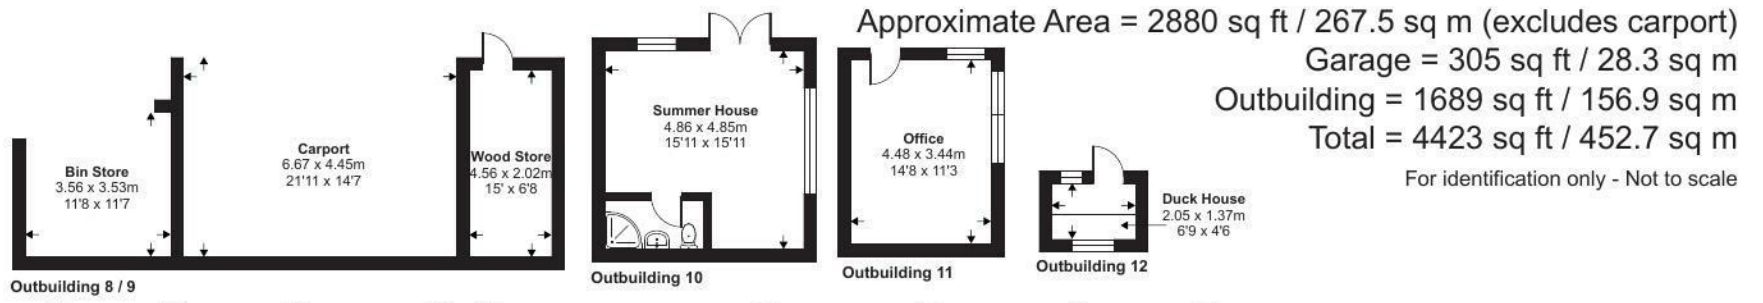 Approximate Area = 2880 sq ft / 267.5 sq m (excludes carport)
Garage = 305 sq ft / 28.3 sq m
Outbuilding = 1689 sq ft / 156.9 sq m
Total = 4423 sq ft / 452.7 sq m
For identification only - Not to scale
Bin Store
3.56 x 3.53m
11'8 x 11'7
Carport
6.67 x 4.45m
21'11 x 14'7
Wood Store
4.56 x 2.02m
15' x 6'8
Outbuilding 8 / 9
Summer House
4.86 x 4.85m
15'11 x 15'11
Outbuilding 10
Office
4.48 x 3.44m
14'8 x 11'3
Outbuilding 11
Duck House
2.05 x 1.37m
6'9 x 4'6
Outbuilding 12